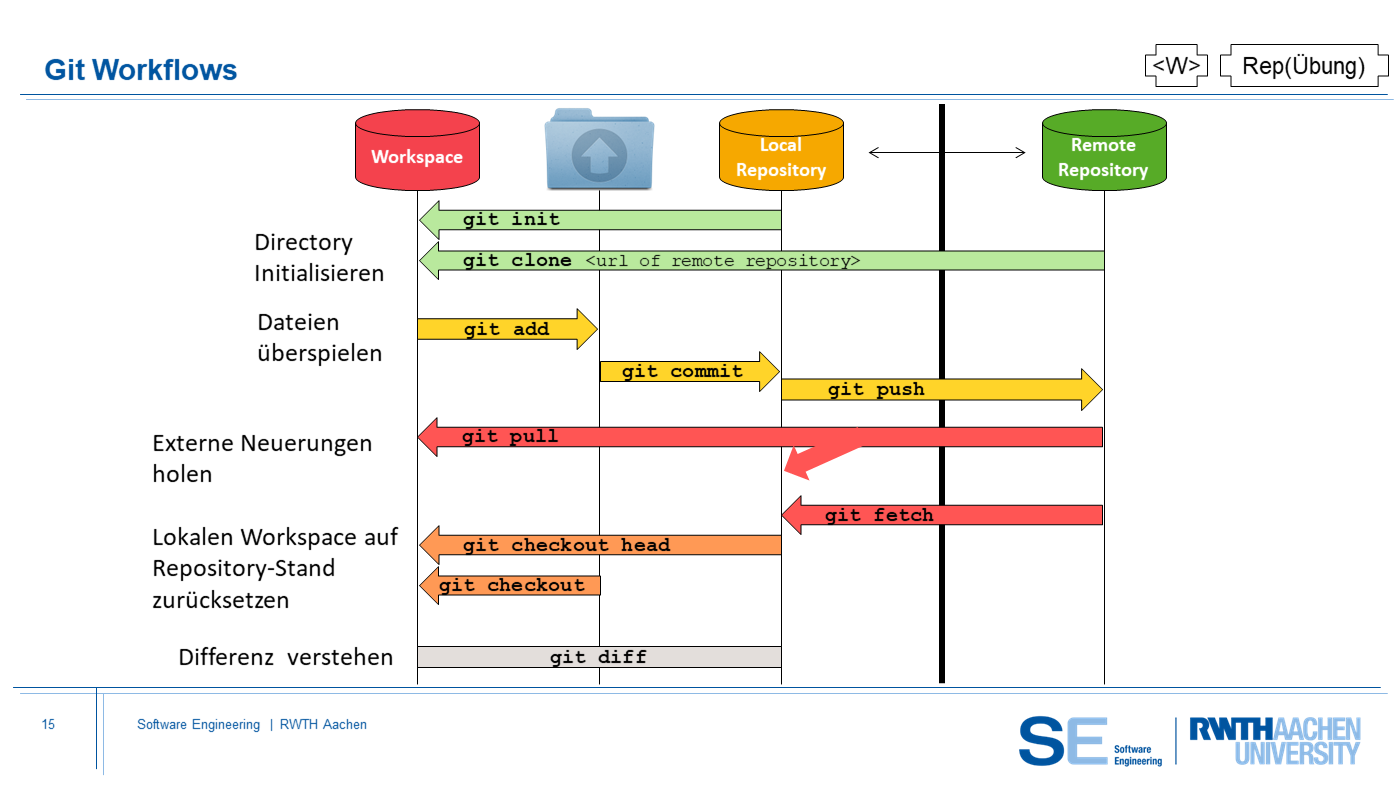 Git Workflows
<W>
Rep(Übung)
Workspace
Local
Repository
Remote
Repository
git init
Directory
Initialisieren
git clone <url of remote repository>
Dateien
überspielen
git add
git commit
git push
Externe Neuerungen
holen
git pull
git fetch
Lokalen Workspace auf
Repository-Stand
zurücksetzen
git checkout head
git checkout
Differenz verstehen
git diff
15
Software Engineering | RWTH Aachen
SE Software
Engineering
RWTHAACHEN
UNIVERSITY